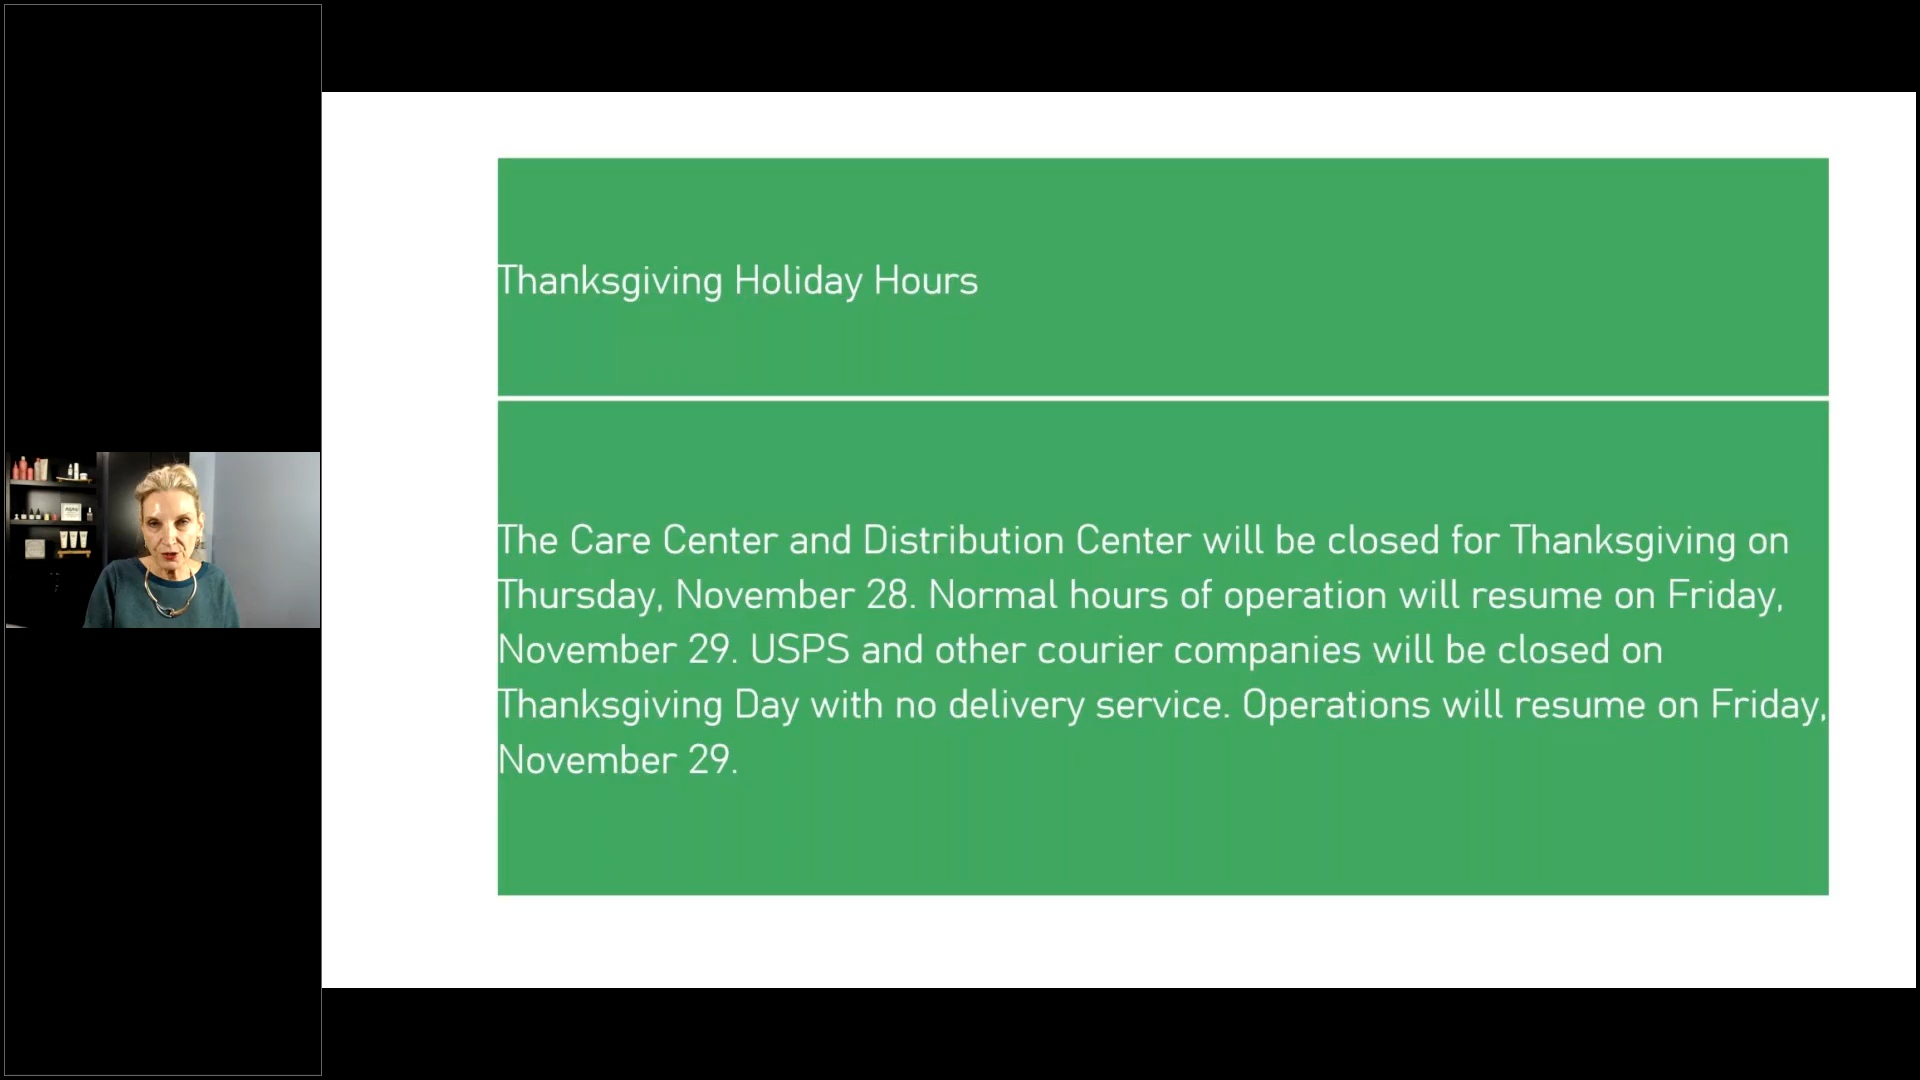 Thanksgiving Holiday Hours
The Care Center and Distribution Center will be closed for Thanksgiving on
Thursday, November 28. Normal hours of operation will resume on Friday,
November 29. USPS and other courier companies will be closed on
Thanksgiving Day with no delivery service. Operations will resume on Friday,
November 29.